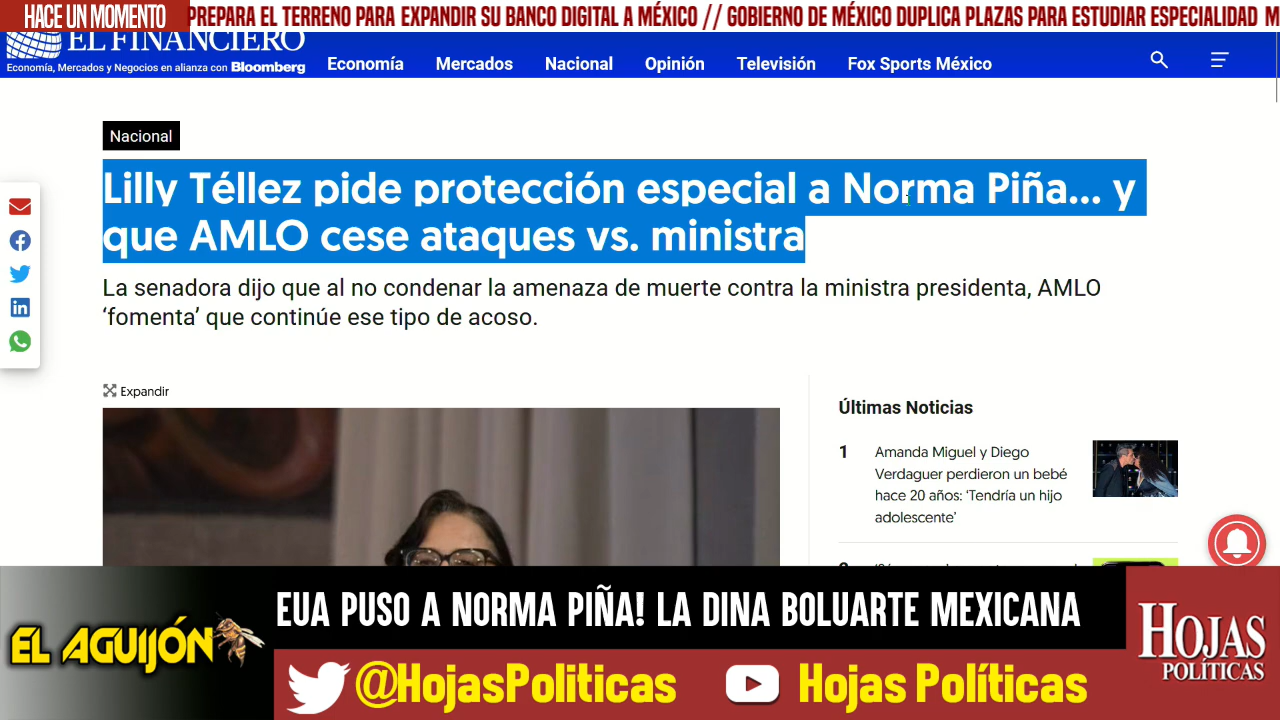 HACE UN MOMENTO
PREPARA EL TERRENO PARA EXPANDIR SU BANCO DIGITAL A MÉXICO // GOBIERNO DE MÉXICO DUPLICA PLAZAS PARA ESTUDIAR ESPECIALIDAD M
EL FINANCIERO
Economía, Mercados y Negocios en alianza con Bloomberg
Economía Mercados Nacional Opinión Televisión Fox Sports México
Nacional
Lilly Téllez pide protección especial a Norma Piña... y
que AMLO cese ataques vs. ministra
La senadora dijo que al no condenar la amenaza de muerte contra la ministra presidenta, AMLO
‘fomenta’ que continúe ese tipo de acoso.
Expandir
Últimas Noticias
1 Amanda Miguel y Diego
Verdaguer perdieron un bebé
hace 20 años: ‘Tendría un hijo
adolescente’
EL AGUIJÓN
EUA PUSO A NORMA PIÑA! LA DINA BOLUARTE MEXICANA
@HojasPoliticas
Hojas Políticas
HOJAS
POLÍTICAS